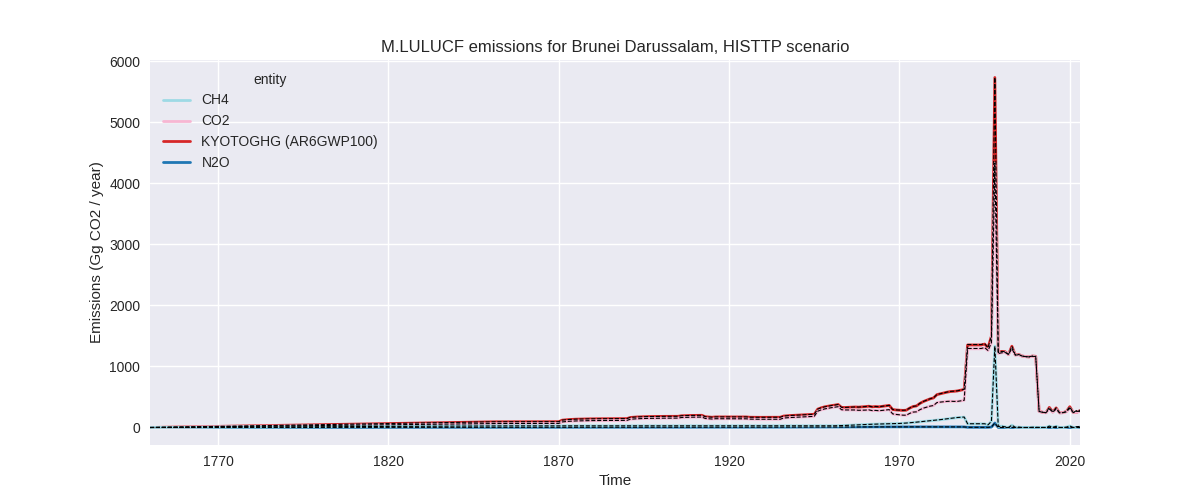 M.LULUCF emissions for Brunei Darussalam, HISTTP scenario
6000
5000
4000
3000
2000
1000
0
Emissions (Gg CO2 / year)
entity
CH4
CO2
KYOTOGHG (AR6GWP100)
N2O
1770
1820
1870
1920
1970
2020
Time